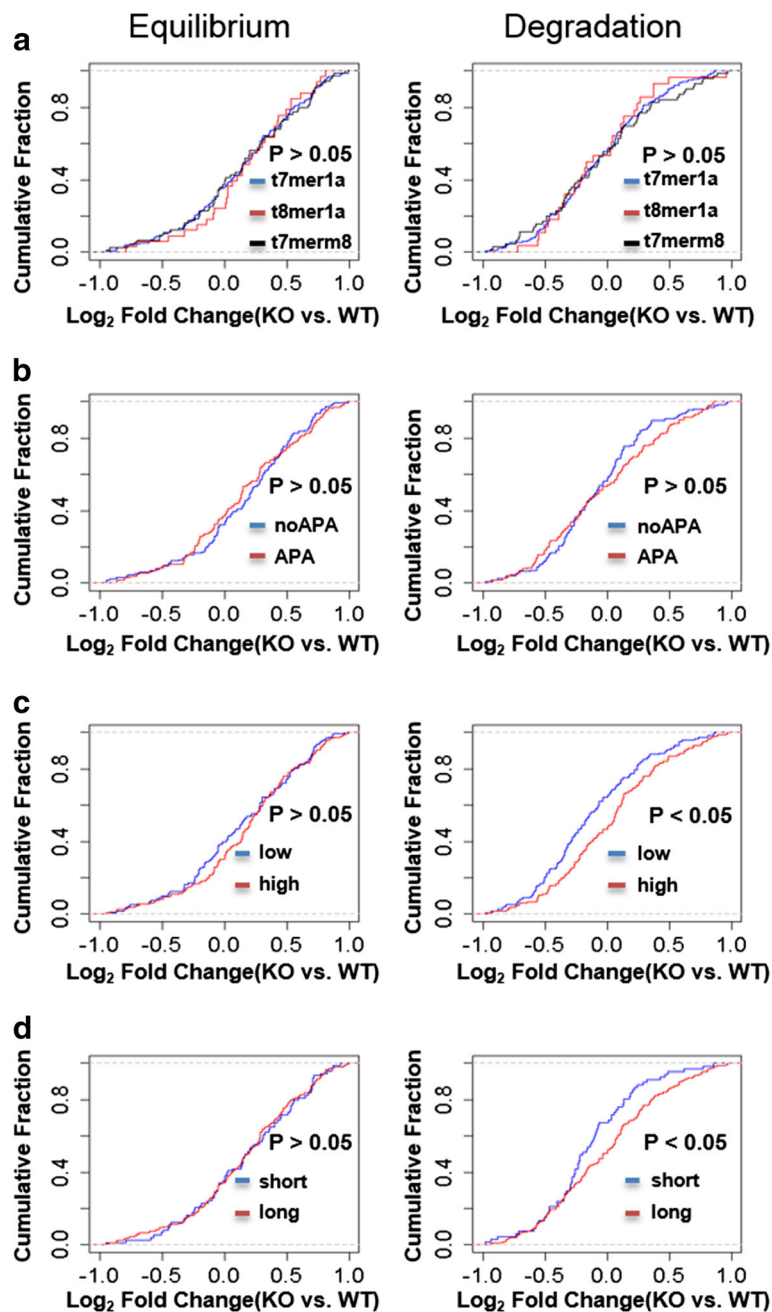 Equilibrium Degradation
a
Cumulative Fraction
0.0 0.4 0.8
P > 0.05
t7mer1a
t8mer1a
t7merm8
-1.0 -0.5 0.0 0.5 1.0
Log2 Fold Change(KO vs. WT)
Cumulative Fraction
0.0 0.4 0.8
P > 0.05
t7mer1a
t8mer1a
t7merm8
-1.0 -0.5 0.0 0.5 1.0
Log2 Fold Change(KO vs. WT)
b
Cumulative Fraction
0.0 0.4 0.8
P > 0.05
noAPA
APA
-1.0 -0.5 0.0 0.5 1.0
Log2 Fold Change(KO vs. WT)
Cumulative Fraction
0.0 0.4 0.8
P > 0.05
noAPA
APA
-1.0 -0.5 0.0 0.5 1.0
Log2 Fold Change(KO vs. WT)
c
Cumulative Fraction
0.0 0.4 0.8
P > 0.05
low
high
-1.0 -0.5 0.0 0.5 1.0
Log2 Fold Change(KO vs. WT)
Cumulative Fraction
0.0 0.4 0.8
P < 0.05
low
high
-1.0 -0.5 0.0 0.5 1.0
Log2 Fold Change(KO vs. WT)
d
Cumulative Fraction
0.0 0.4 0.8
P > 0.05
short
long
-1.0 -0.5 0.0 0.5 1.0
Log2 Fold Change(KO vs. WT)
Cumulative Fraction
0.0 0.4 0.8
P < 0.05
short
long
-1.0 -0.5 0.0 0.5 1.0
Log2 Fold Change(KO vs. WT)